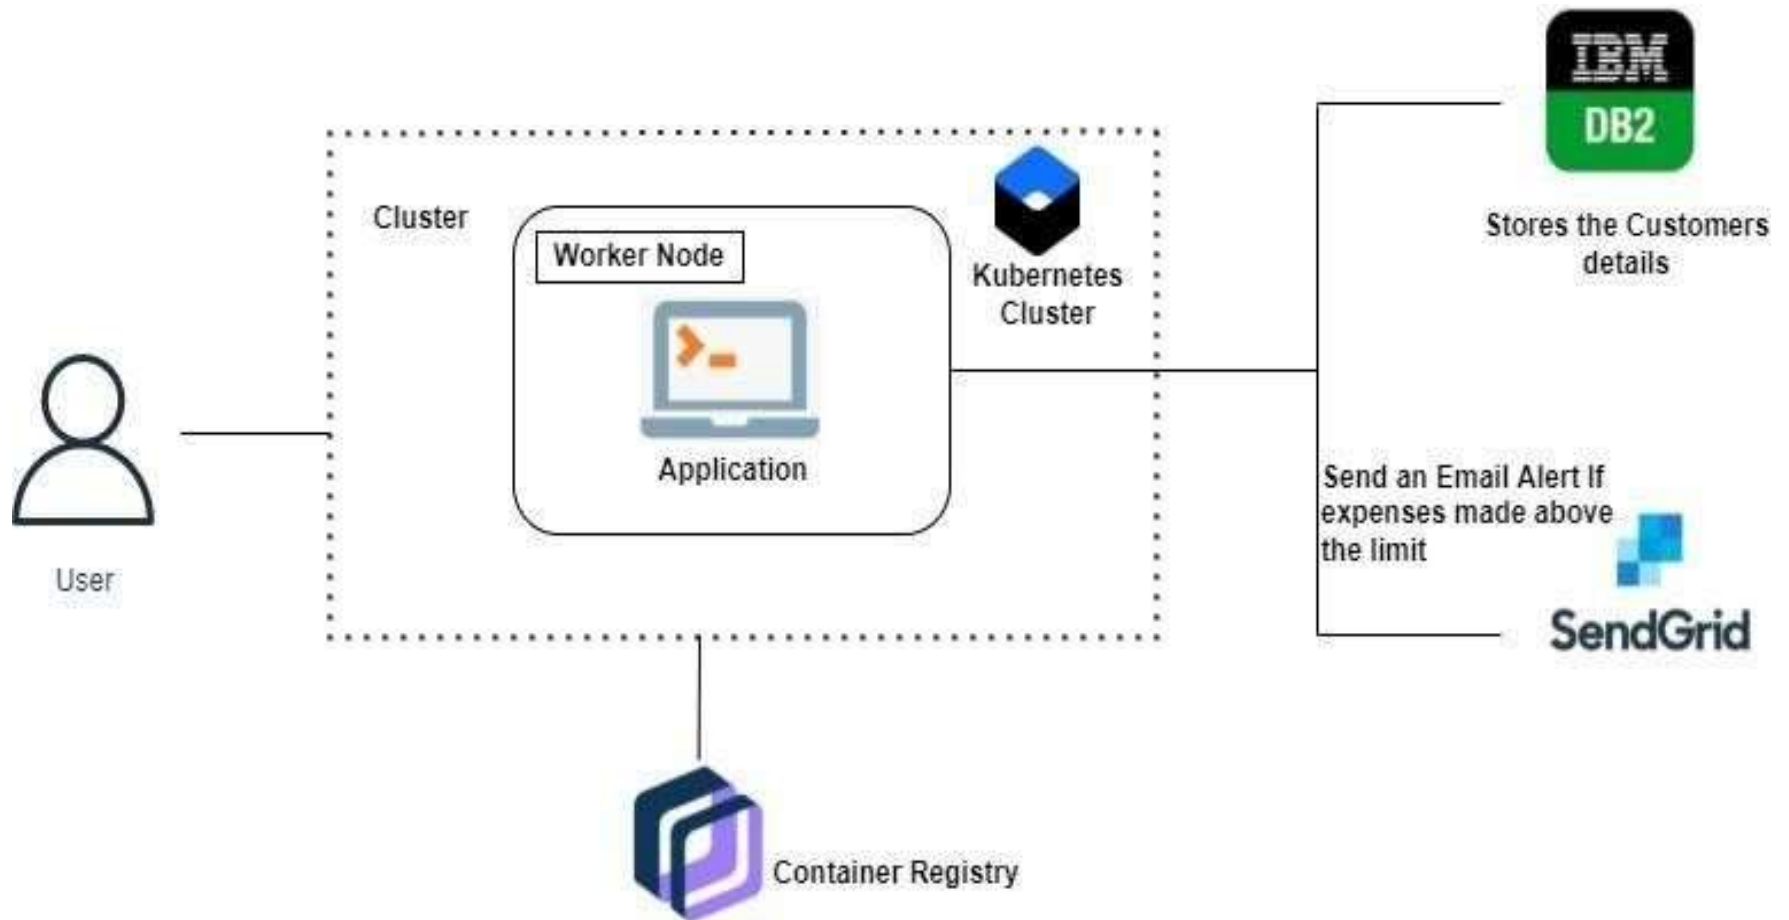 IBM
DB2
Stores the Customers
details
Cluster
Worker Node
Kubernetes
Cluster
Application
User
Send an Email Alert If
expenses made above
the limit
SendGrid
Container Registry